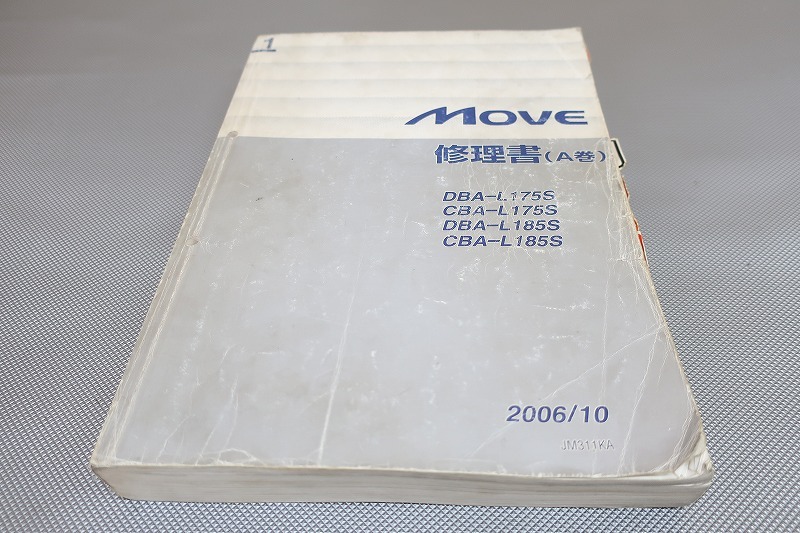 1
MOVE
修理書(A巻)
DBA-L175S
CBA-L175S
DBA-L185S
CBA-L185S
2006/10
JM311KA